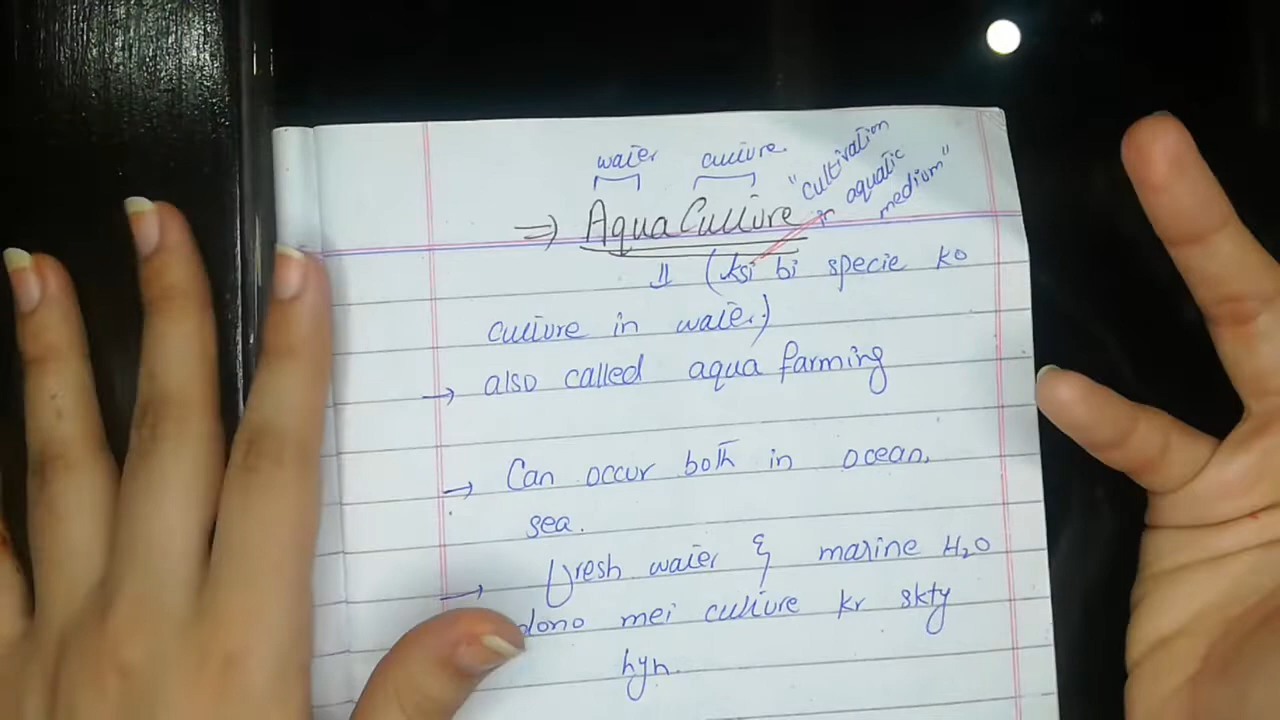 water culture
⇒ AquaCulture "cultivation in aquatic medium"
⇓ (ksi bi specie ko
culture in water)
→ also called aqua farming
→ Can occur both in ocean,
sea.
→ fresh water & marine H2O
dono mei culture kr skty
hyn.